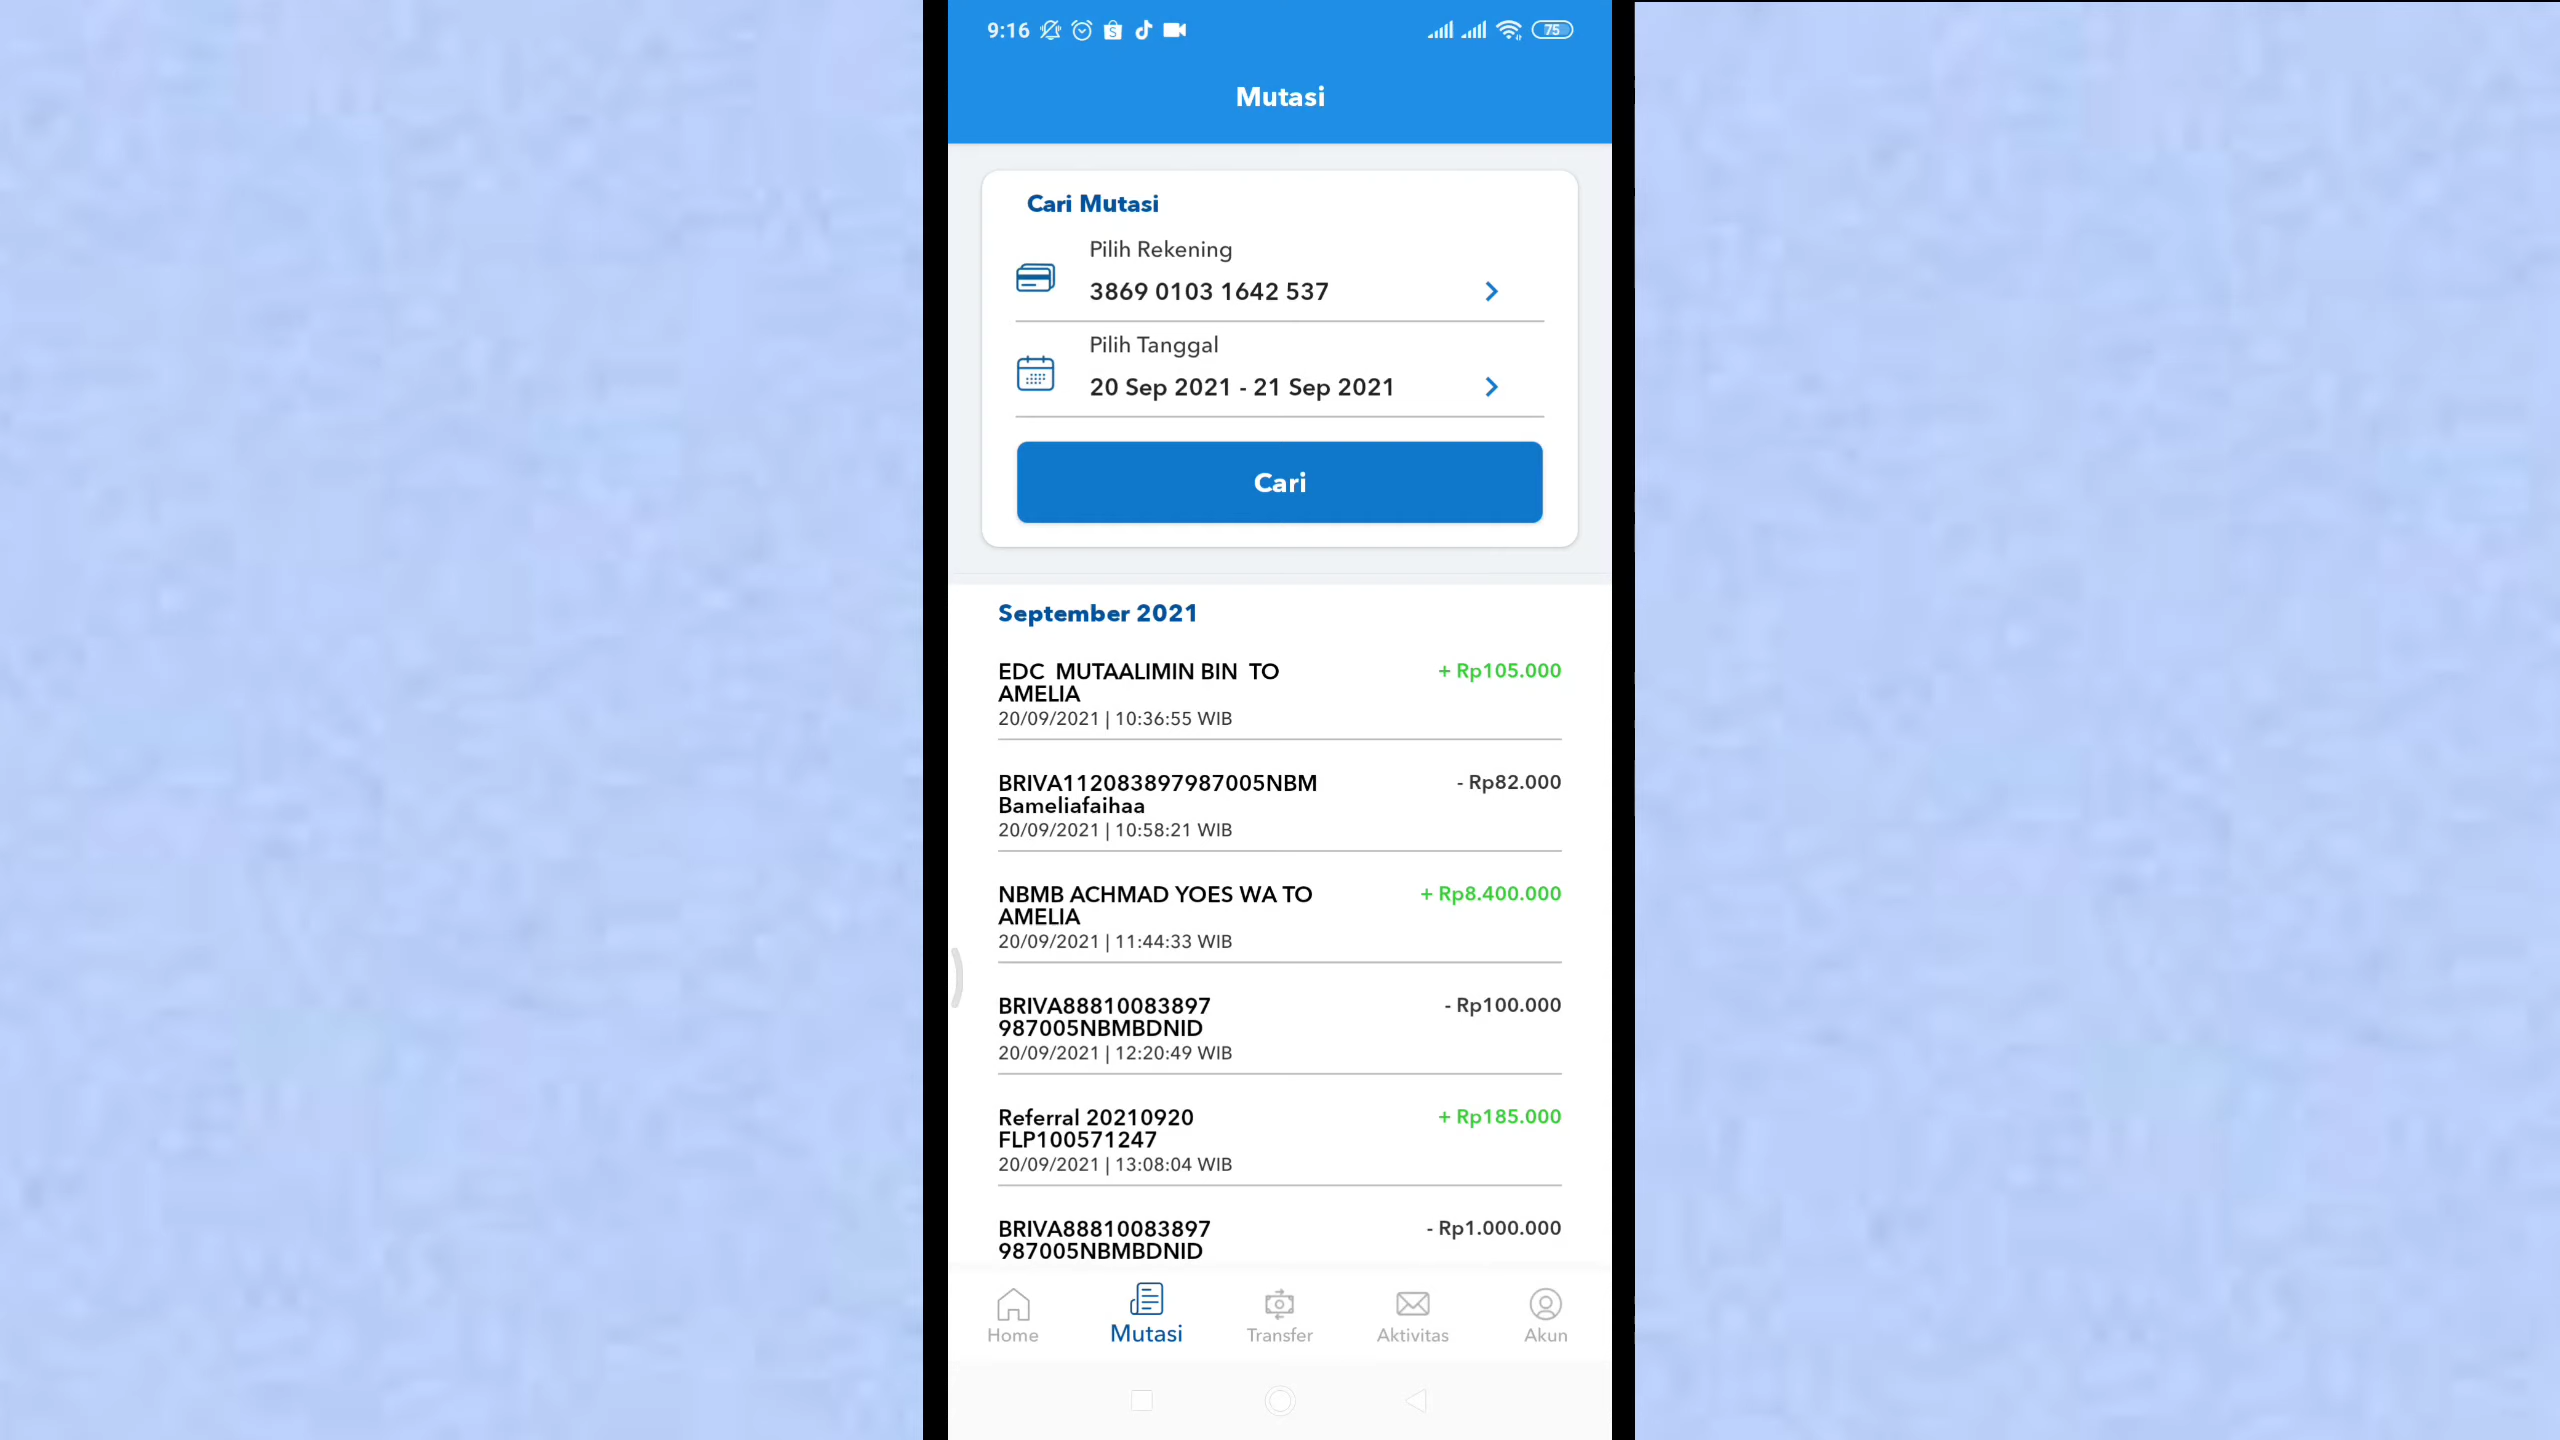 9:16
75
Mutasi
Cari Mutasi
Pilih Rekening
3869 0103 1642 537
Pilih Tanggal
20 Sep 2021 - 21 Sep 2021
Cari
September 2021
EDC  MUTAALIMIN BIN  TO
AMELIA
+ Rp105.000
20/09/2021 | 10:36:55 WIB
BRIVA112083897987005NBM
Bameliafaihaa
- Rp82.000
20/09/2021 | 10:58:21 WIB
NBMB ACHMAD YOES WA TO
AMELIA
+ Rp8.400.000
20/09/2021 | 11:44:33 WIB
BRIVA88810083897
987005NBMBDNID
- Rp100.000
20/09/2021 | 12:20:49 WIB
Referral 20210920
FLP100571247
+ Rp185.000
20/09/2021 | 13:08:04 WIB
BRIVA88810083897
987005NBMBDNID
- Rp1.000.000
Home
Mutasi
Transfer
Aktivitas
Akun